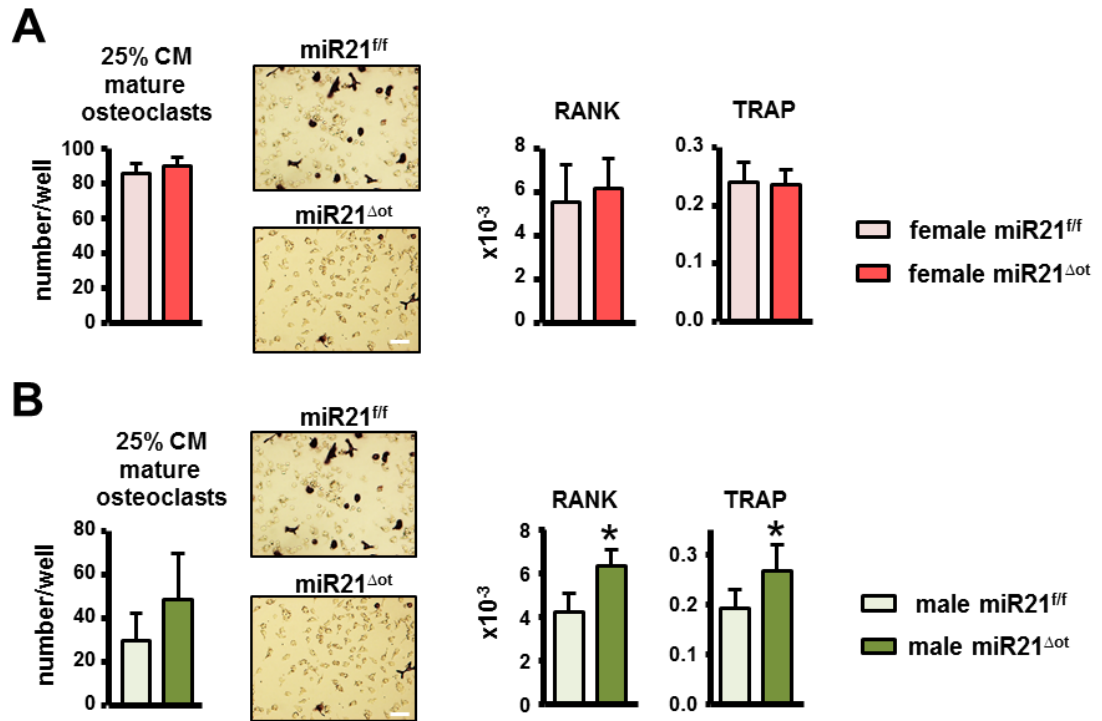 A
25% CM
mature
osteoclasts
number/well
100
80
60
40
20
0
miR21f/f
miR21Δot
RANK
x10-3
8
6
4
2
0
TRAP
0.3
0.2
0.1
0.0
female miR21f/f
female miR21Δot
B
25% CM
mature
osteoclasts
number/well
80
60
40
20
0
miR21f/f
miR21Δot
RANK
x10-3
8
6
4
2
0
*
TRAP
0.3
0.2
0.1
0.0
*
male miR21f/f
male miR21Δot